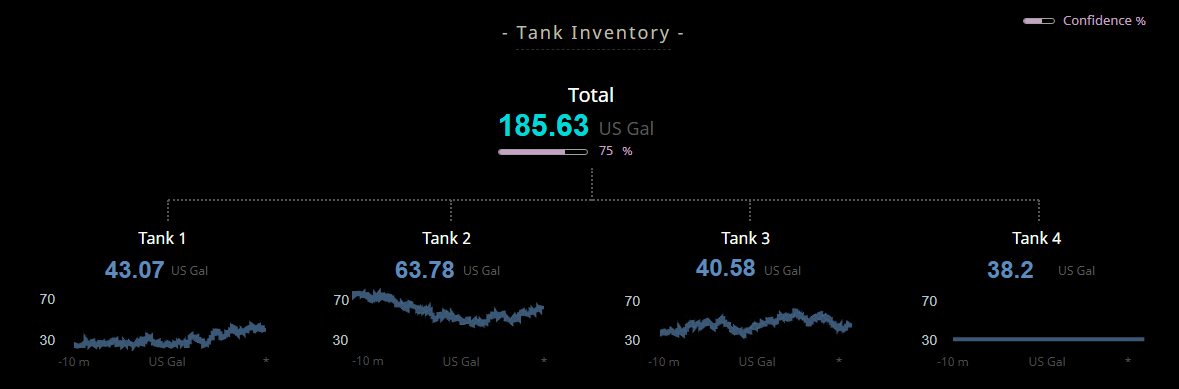 - Tank Inventory -
Confidence %
Total
185.63 US Gal
75 %
Tank 1
43.07 US Gal
70
30
-10 m US Gal *
Tank 2
63.78 US Gal
70
30
-10 m US Gal *
Tank 3
40.58 US Gal
70
30
-10 m US Gal *
Tank 4
38.2 US Gal
70
30
-10 m US Gal *